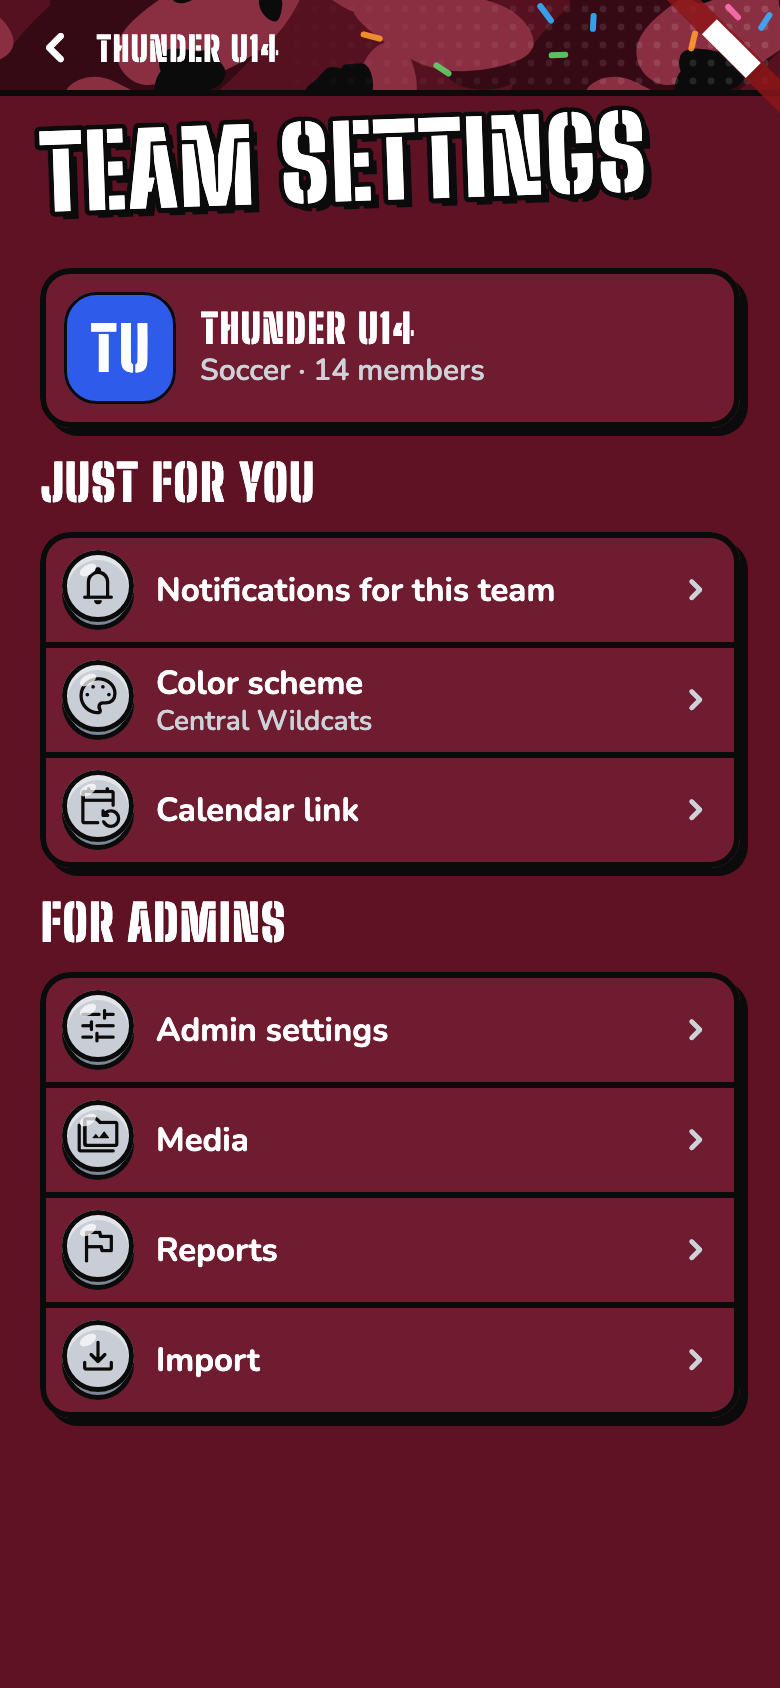 THUNDER U14
TEAM SETTINGS
TU
THUNDER U14
Soccer · 14 members
JUST FOR YOU
Notifications for this team
Color scheme
Central Wildcats
Calendar link
FOR ADMINS
Admin settings
Media
Reports
Import